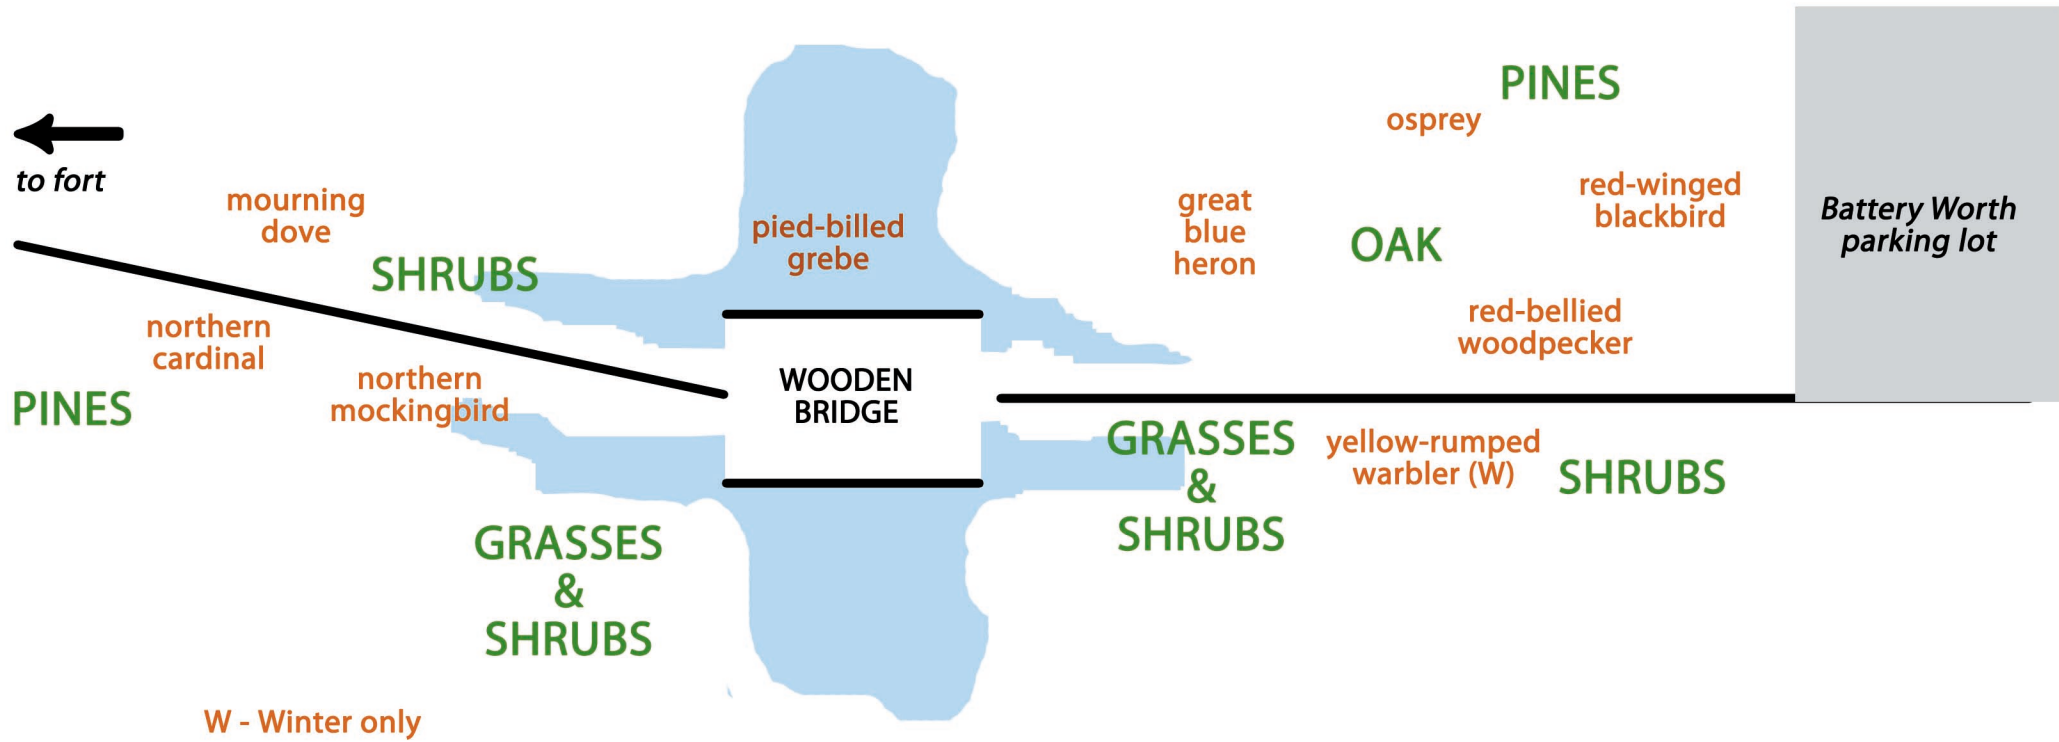 to fort
mourning
dove
SHRUBS
northern
cardinal
northern
mockingbird
PINES
GRASSES
&
SHRUBS
W - Winter only
pied-billed
grebe
WOODEN
BRIDGE
great
blue
heron
PINES
osprey
OAK
red-winged
blackbird
red-bellied
woodpecker
Battery Worth
parking lot
GRASSES
&
SHRUBS
yellow-rumped
warbler (W)
SHRUBS